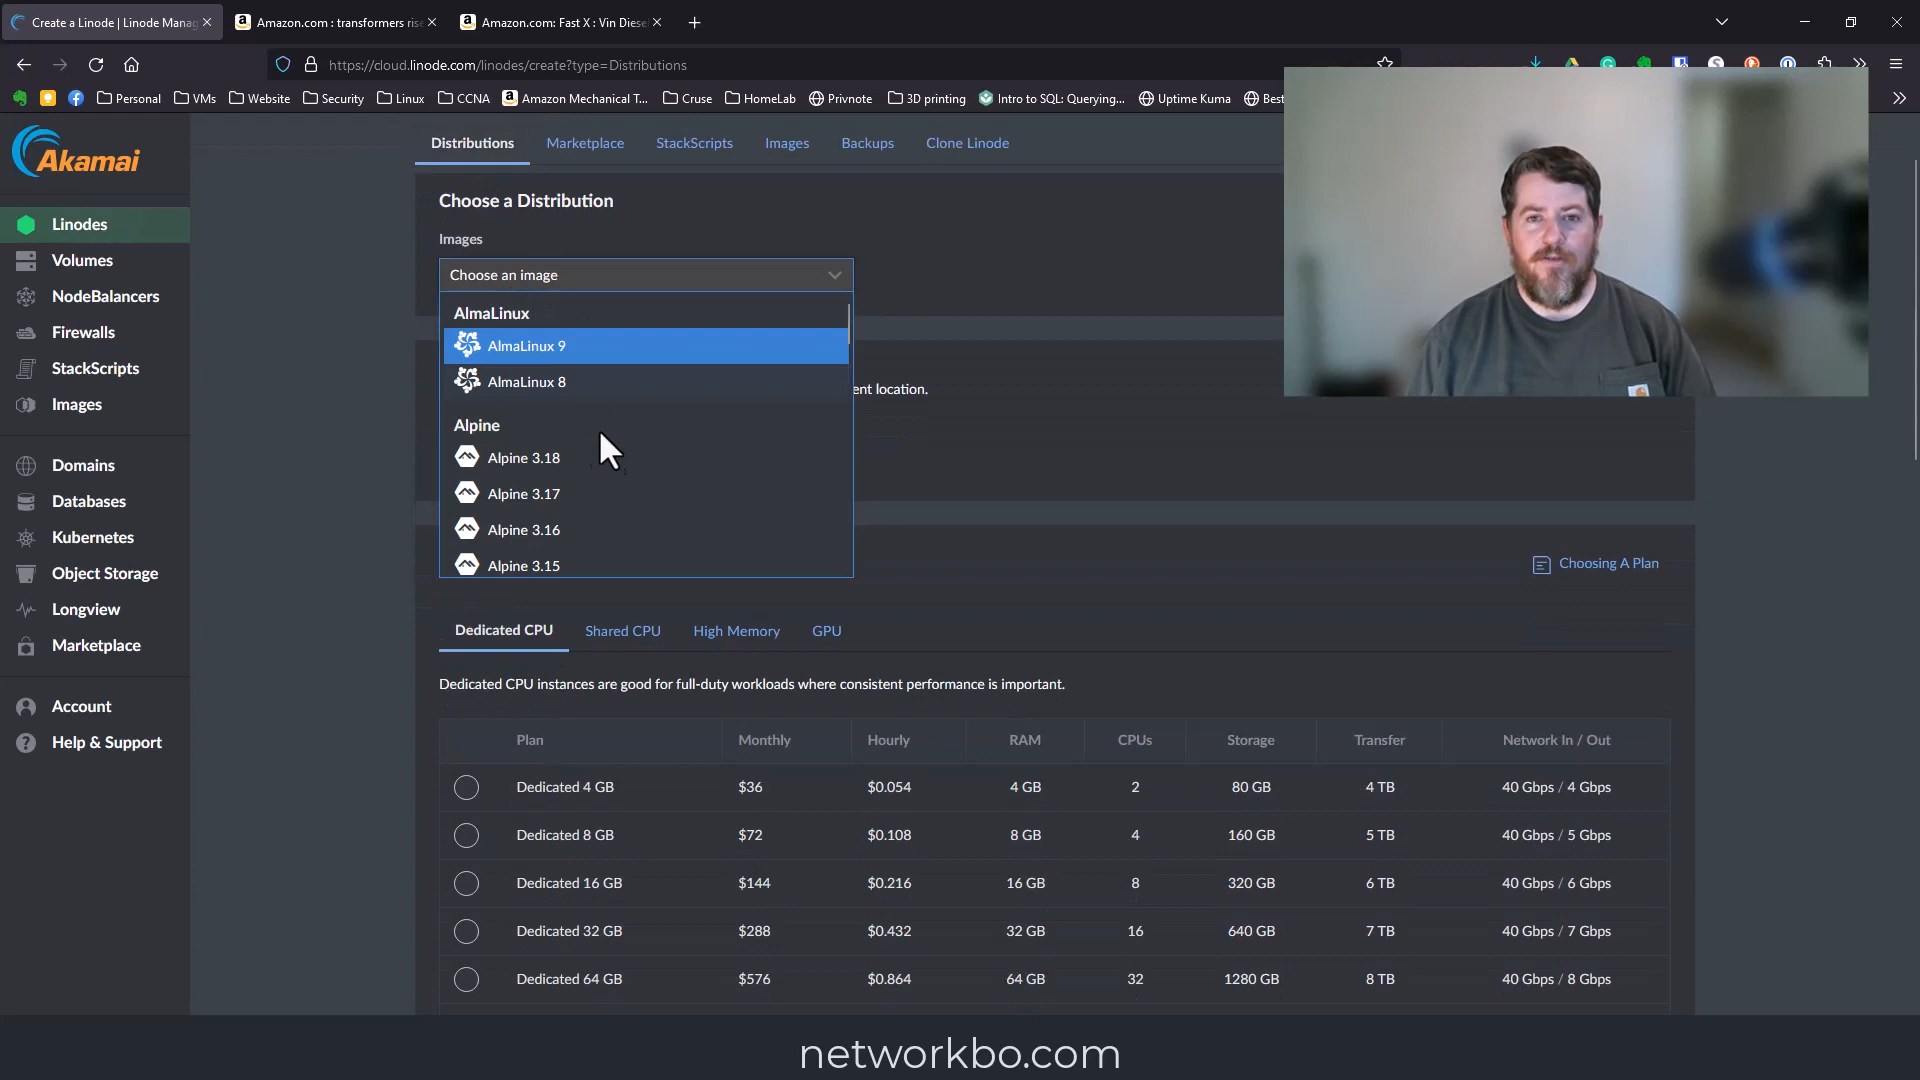 Create a Linode | Linode Manag
Amazon.com : transformers rise
Amazon.com: Fast X : Vin Diese
https://cloud.linode.com/linodes/create?type=Distributions
Personal
VMs
Website
Security
Linux
CCNA
Amazon Mechanical T...
Cruse
HomeLab
Privnote
3D printing
Intro to SQL: Querying...
Uptime Kuma
Best
Akamai
Linodes
Volumes
NodeBalancers
Firewalls
StackScripts
Images
Domains
Databases
Kubernetes
Object Storage
Longview
Marketplace
Account
Help & Support
Distributions Marketplace StackScripts Images Backups Clone Linode
Choose a Distribution
Images
Choose an image
AlmaLinux
AlmaLinux 9
AlmaLinux 8
ent location.
Alpine
Alpine 3.18
Alpine 3.17
Alpine 3.16
Alpine 3.15
Choosing A Plan
Dedicated CPU Shared CPU High Memory GPU
Dedicated CPU instances are good for full-duty workloads where consistent performance is important.
Plan Monthly Hourly RAM CPUs Storage Transfer Network In / Out
Dedicated 4 GB $36 $0.054 4 GB 2 80 GB 4 TB 40 Gbps / 4 Gbps
Dedicated 8 GB $72 $0.108 8 GB 4 160 GB 5 TB 40 Gbps / 5 Gbps
Dedicated 16 GB $144 $0.216 16 GB 8 320 GB 6 TB 40 Gbps / 6 Gbps
Dedicated 32 GB $288 $0.432 32 GB 16 640 GB 7 TB 40 Gbps / 7 Gbps
Dedicated 64 GB $576 $0.864 64 GB 32 1280 GB 8 TB 40 Gbps / 8 Gbps
networkbo.com